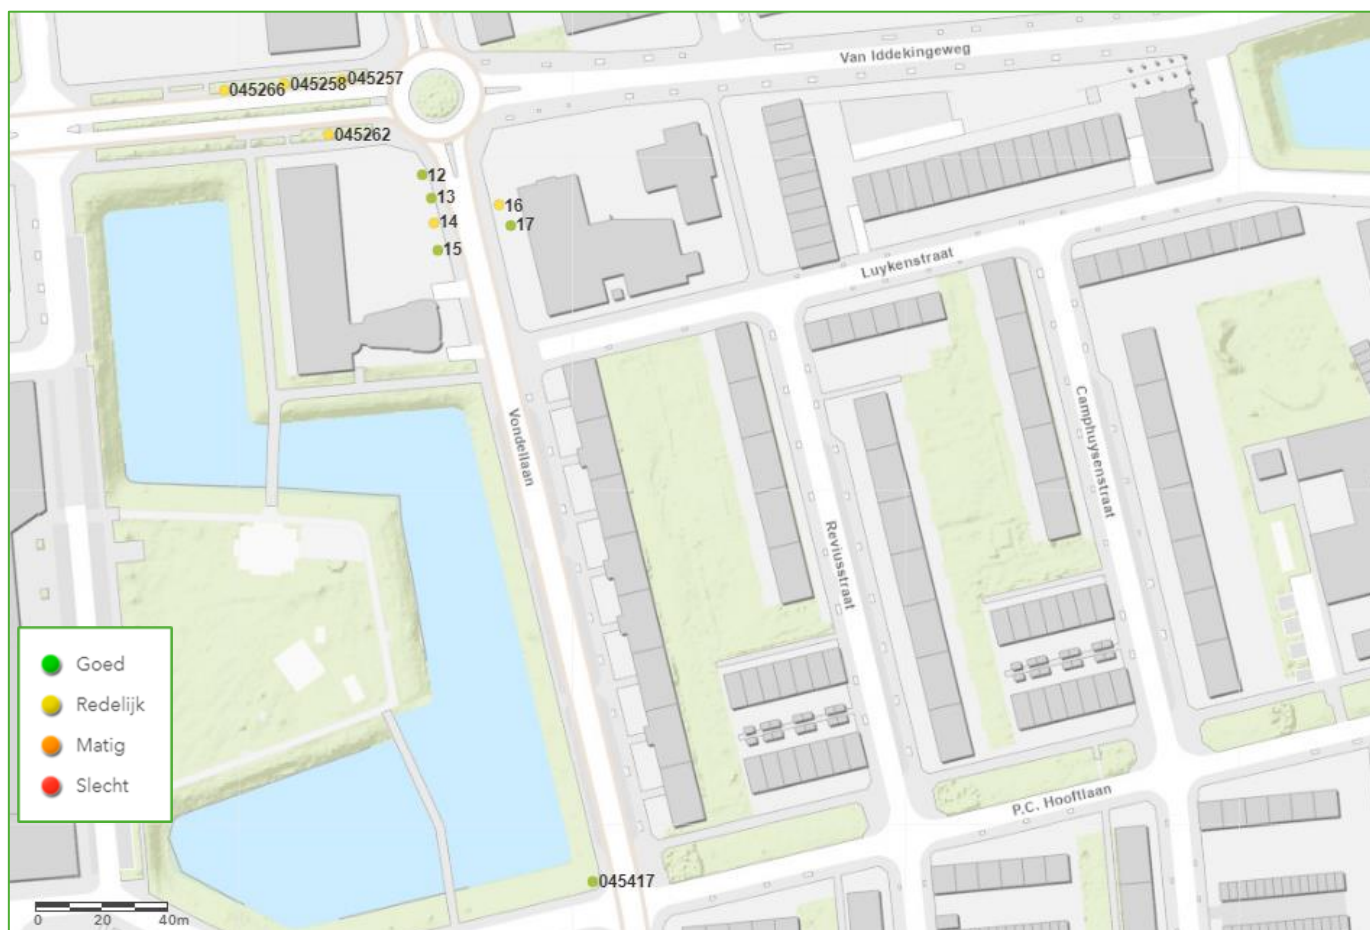 Van Iddekingeweg
045257
045258
045266
045262
12
13
14
15
16
17
Luykenstraat
Vondellaan
Camphuysenstraat
Reviusstraat
P.C. Hooftlaan
045417
Goed
Redelijk
Matig
Slecht
0 20 40m